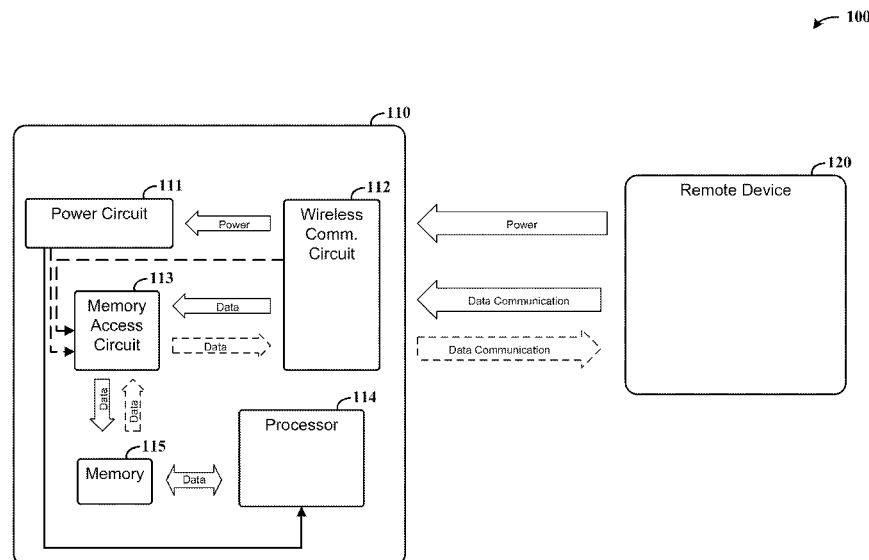 100
110
120
111
112
Remote Device
Power Circuit
Power
Wireless
Comm.
Circuit
Power
113
Memory
Access
Circuit
Data
Data Communication
Data
Data Communication
Data
Data
114
Processor
115
Memory
Data